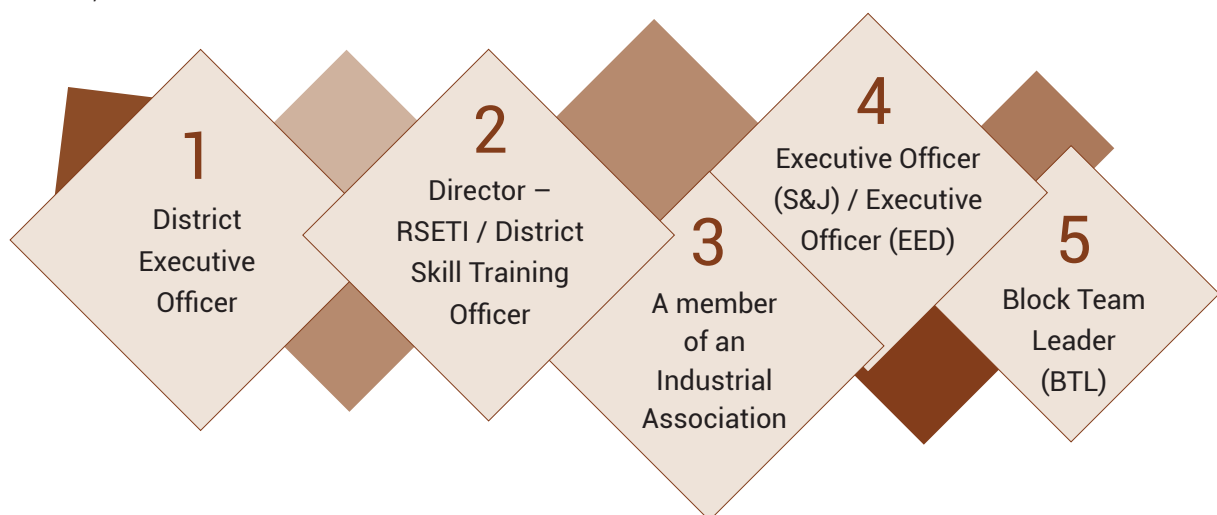 1
District
Executive
Officer
2
Director –
RSETI / District
Skill Training
Officer
3
A member
of an
Industrial
Association
4
Executive Officer
(S&J) / Executive
Officer (EED)
5
Block Team
Leader
(BTL)